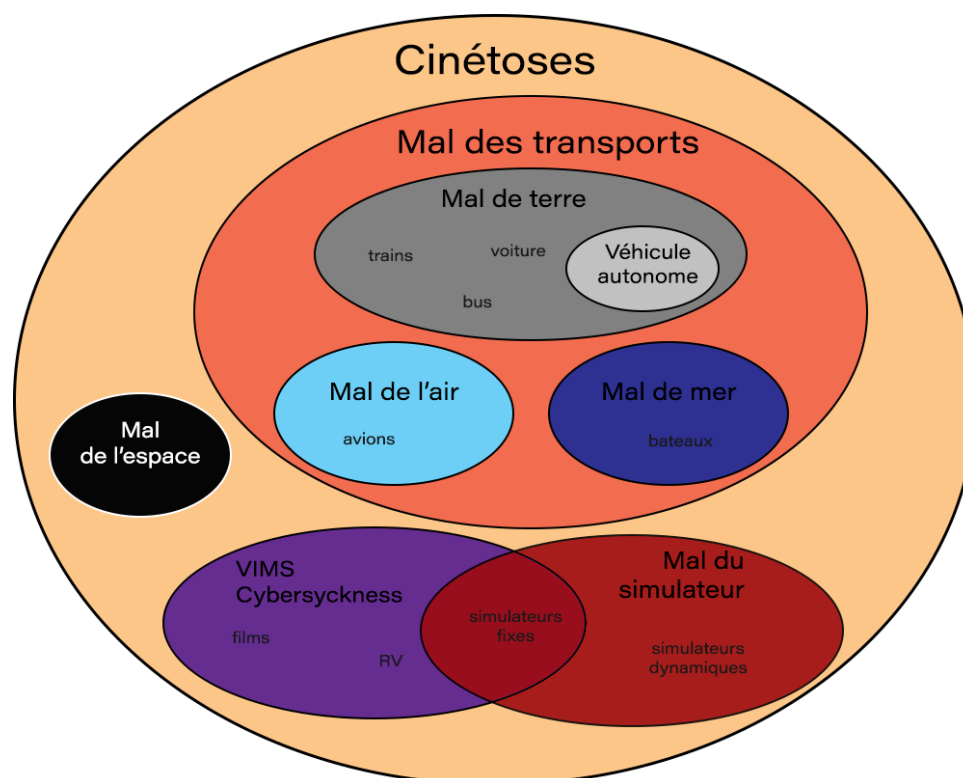 Cinétoses
Mal des transports
Mal de terre
trains
voiture
bus
Véhicule
autonome
Mal de l'air
avions
Mal de mer
bateaux
Mal
de l'espace
VIMS
Cybersyckness
films
RV
simulateurs
fixes
Mal du
simulateur
simulateurs
dynamiques